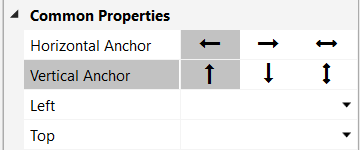 Common Properties
Horizontal Anchor
Vertical Anchor
Left
Top